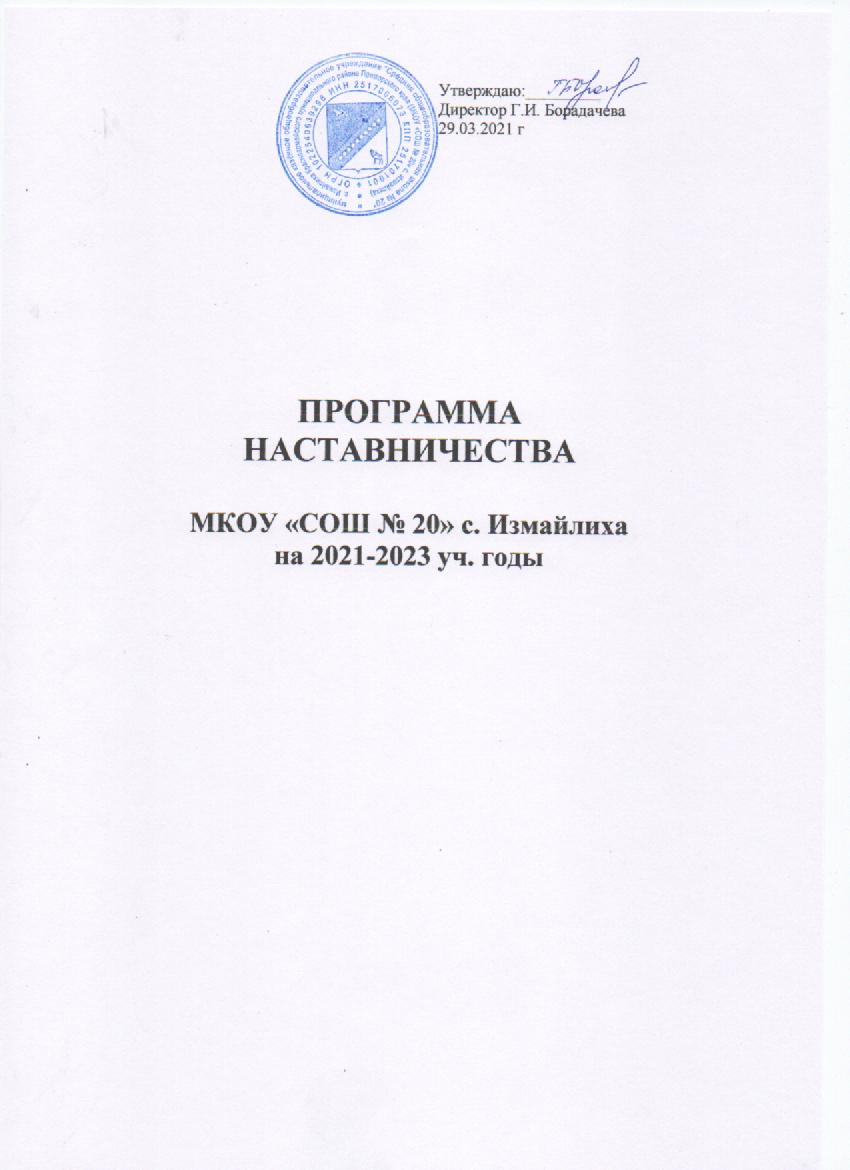 Утверждаю:
Директор Г.И. Борадачева
29.03.2021 г
ПРОГРАММА
НАСТАВНИЧЕСТВА
МКОУ «СОШ № 20» с. Измайлиха
на 2021-2023 уч. годы